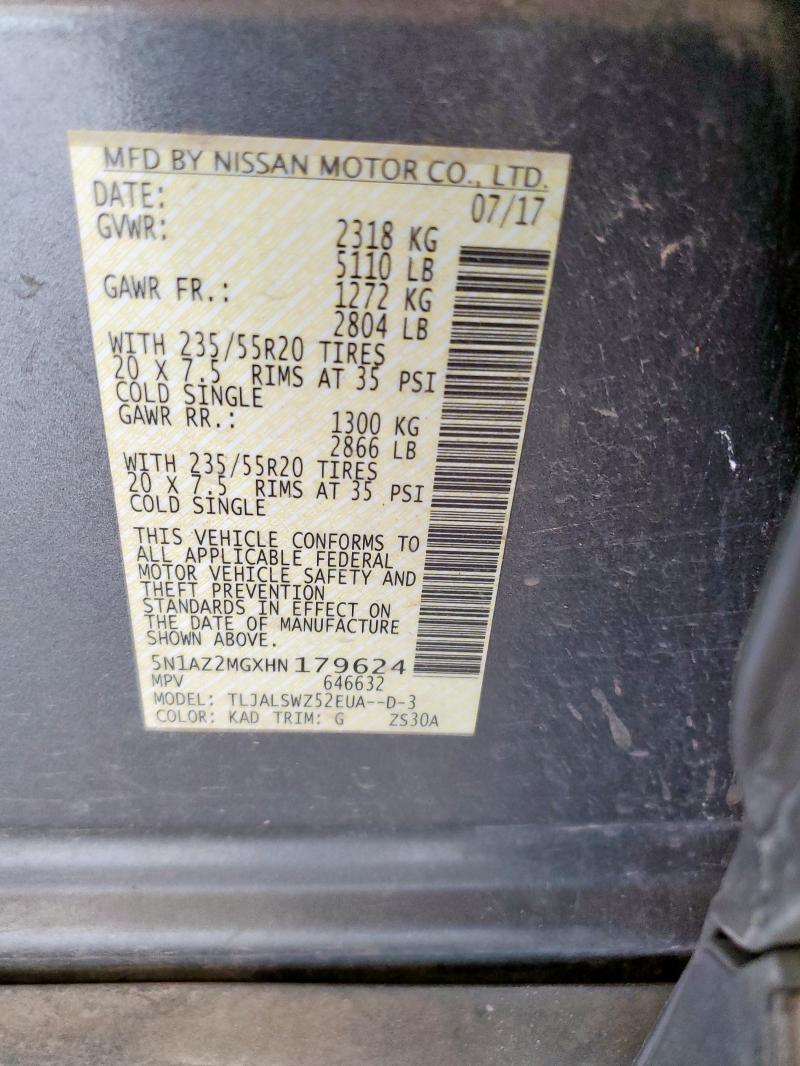 MFD BY NISSAN MOTOR CO., LTD.
DATE: 07/17
GVWR: 2318 KG
5110 LB
GAWR FR.: 1272 KG
2804 LB
WITH 235/55R20 TIRES
20 X 7.5 RIMS AT 35 PSI
COLD SINGLE
GAWR RR.: 1300 KG
2866 LB
WITH 235/55R20 TIRES
20 X 7.5 RIMS AT 35 PSI
COLD SINGLE
THIS VEHICLE CONFORMS TO
ALL APPLICABLE FEDERAL
MOTOR VEHICLE SAFETY AND
THEFT PREVENTION
STANDARDS IN EFFECT ON
THE DATE OF MANUFACTURE
SHOWN ABOVE.
5N1AZ2MGXHN179624
MPV 646632
MODEL: TLJALSWZ52EUA--D-3
COLOR: KAD TRIM: G ZS30A